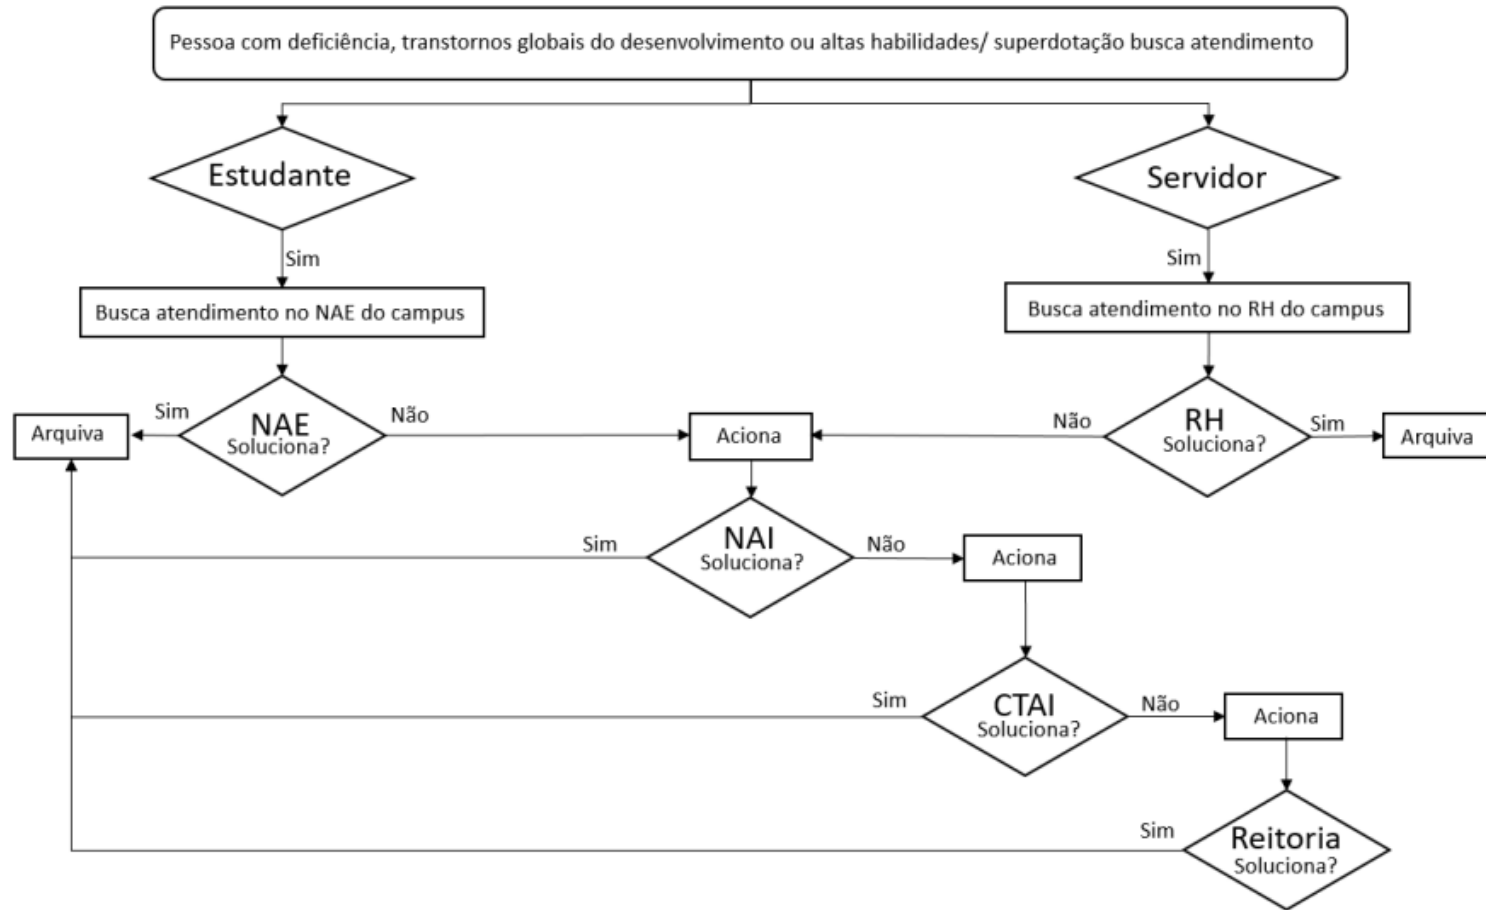 Pessoa com deficiência, transtornos globais do desenvolvimento ou altas habilidades/ superdotação busca atendimento
Estudante
Servidor
Sim
Sim
Busca atendimento no NAE do campus
Busca atendimento no RH do campus
Arquiva
Sim
NAE
Soluciona?
Não
Aciona
Não
RH
Soluciona?
Sim
Arquiva
Sim
NAI
Soluciona?
Não
Aciona
Sim
CTAI
Soluciona?
Não
Aciona
Sim
Reitoria
Soluciona?